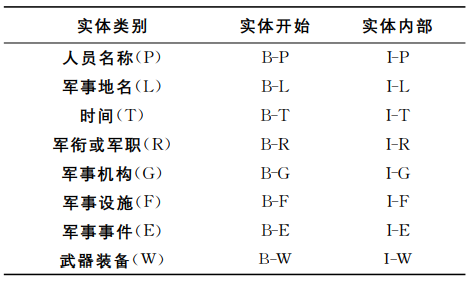 实体类别 实体开始 实体内部
人员名称(P) B-P I-P
军事地名(L) B-L I-L
时间(T) B-T I-T
军衔或军职(R) B-R I-R
军事机构(G) B-G I-G
军事设施(F) B-F I-F
军事事件(E) B-E I-E
武器装备(W) B-W I-W